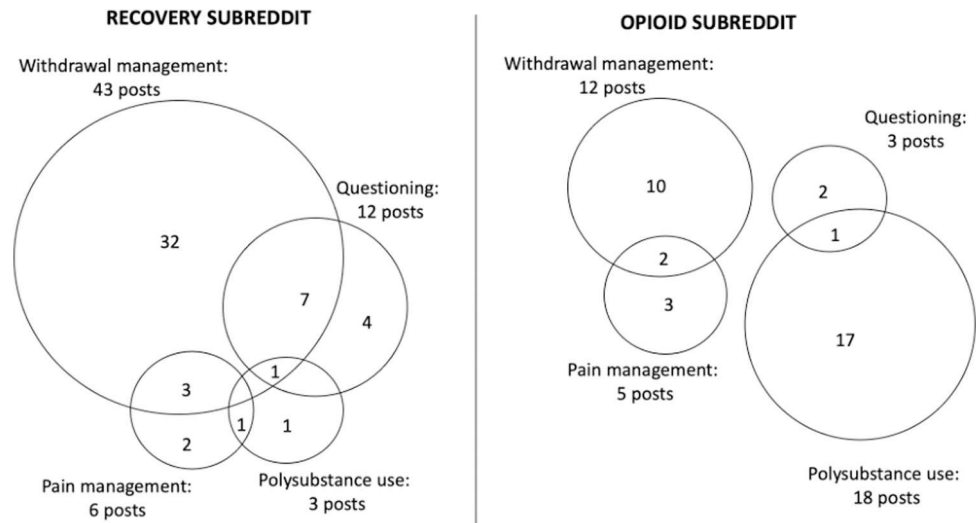 RECOVERY SUBREDDIT
Withdrawal management:
43 posts
Questioning:
12 posts
32
7
4
1
3
1
1
2
Pain management:
6 posts
Polysubstance use:
3 posts
OPIOID SUBREDDIT
Withdrawal management:
12 posts
Questioning:
3 posts
10
2
1
2
3
17
Pain management:
5 posts
Polysubstance use:
18 posts